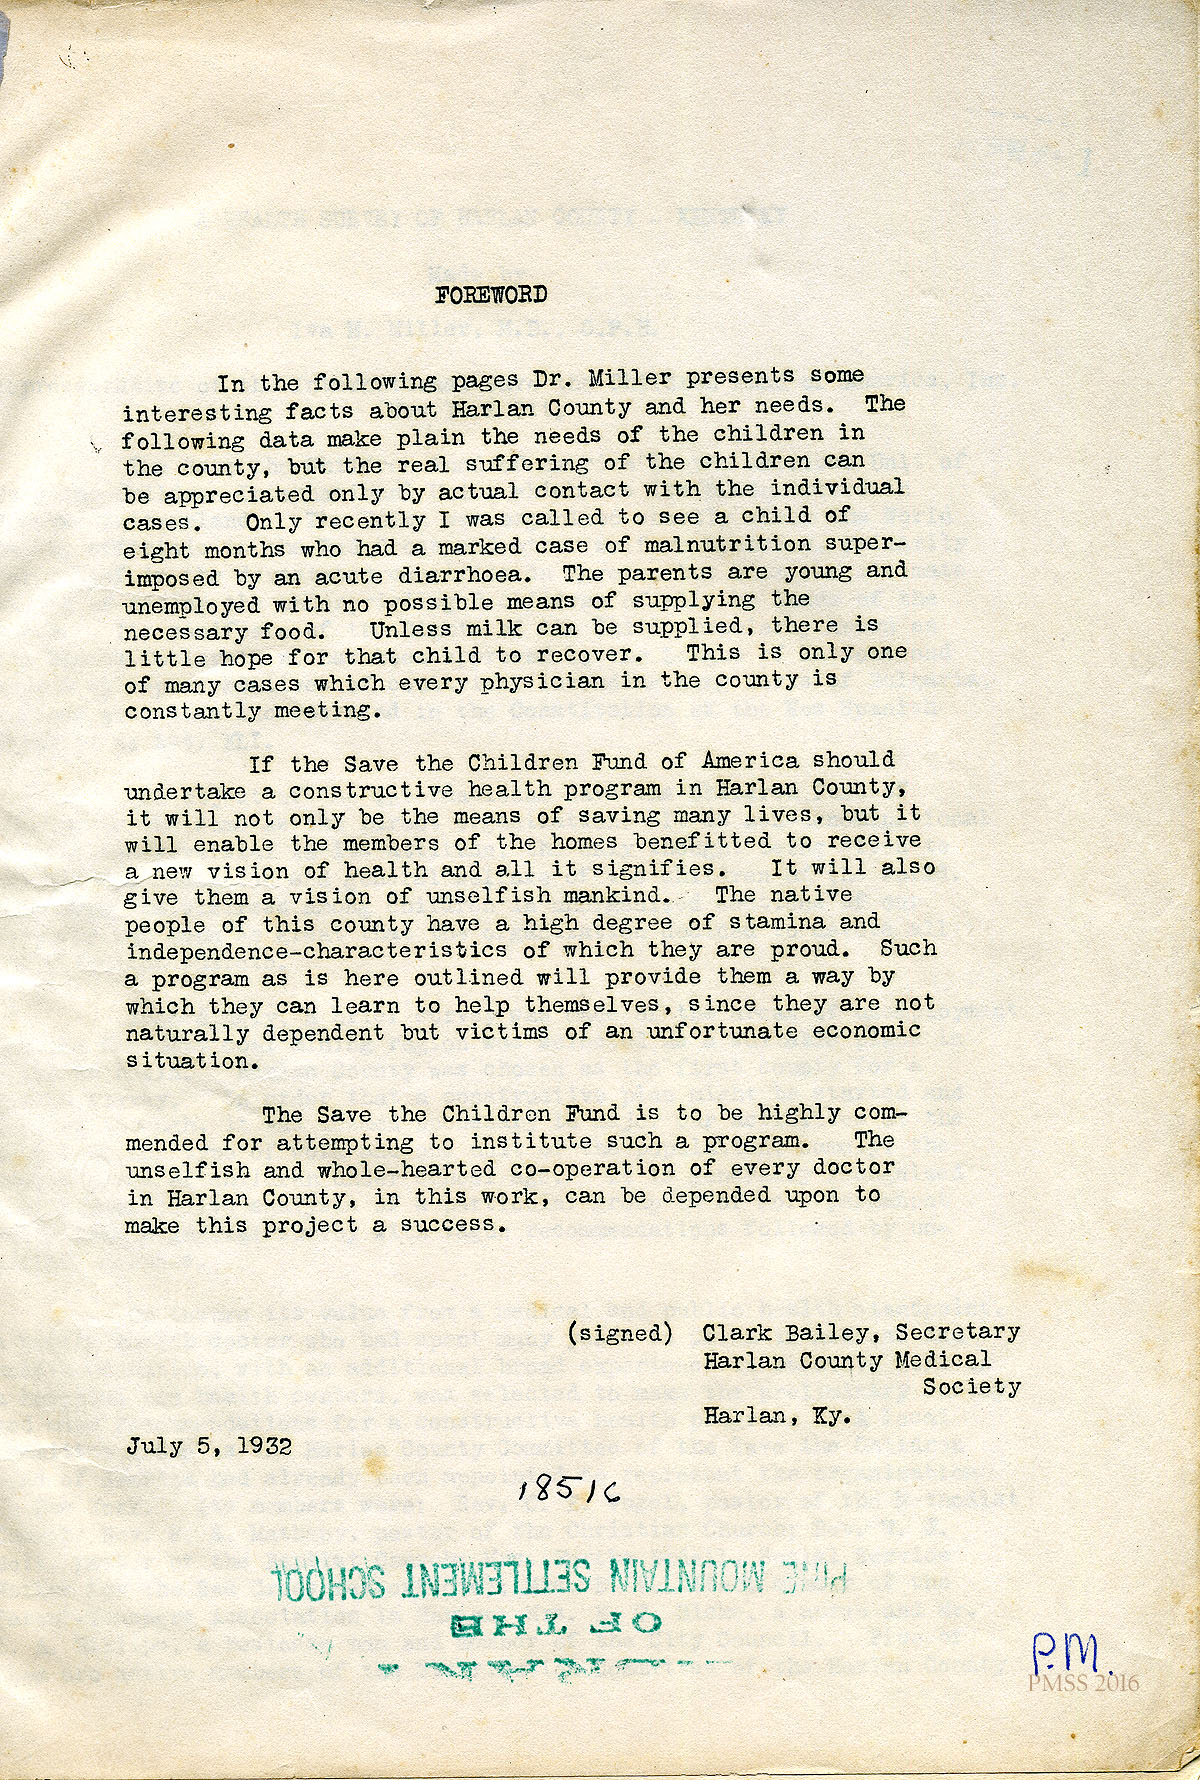 FOREWORD
In the following pages Dr. Miller presents some
interesting facts about Harlan County and her needs. The
following data make plain the needs of the children in
the county, but the real suffering of the children can
be appreciated only by actual contact with the individual
cases. Only recently I was called to see a child of
eight months who had a marked case of malnutrition super-
imposed by an acute diarrhoea. The parents are young and
unemployed with no possible means of supplying the
necessary food. Unless milk can be supplied, there is
little hope for that child to recover. This is only one
of many cases which every physician in the county is
constantly meeting.
If the Save the Children Fund of America should
undertake a constructive health program in Harlan County,
it will not only be the means of saving many lives, but it
will enable the members of the homes benefitted to receive
a new vision of health and all it signifies. It will also
give them a vision of unselfish mankind. The native
people of this county have a high degree of stamina and
independence-characteristics of which they are proud. Such
a program as is here outlined will provide them a way by
which they can learn to help themselves, since they are not
naturally dependent but victims of an unfortunate economic
situation.
The Save the Children Fund is to be highly com-
mended for attempting to institute such a program. The
unselfish and whole-hearted co-operation of every doctor
in Harlan County, in this work, can be depended upon to
make this project a success.
(signed) Clark Bailey, Secretary
Harlan County Medical
Society
Harlan, Ky.
July 5, 1932
18516
PINE MOUNTAIN SETTLEMENT SCHOOL
OF THE
P.M.
PMSS 2016